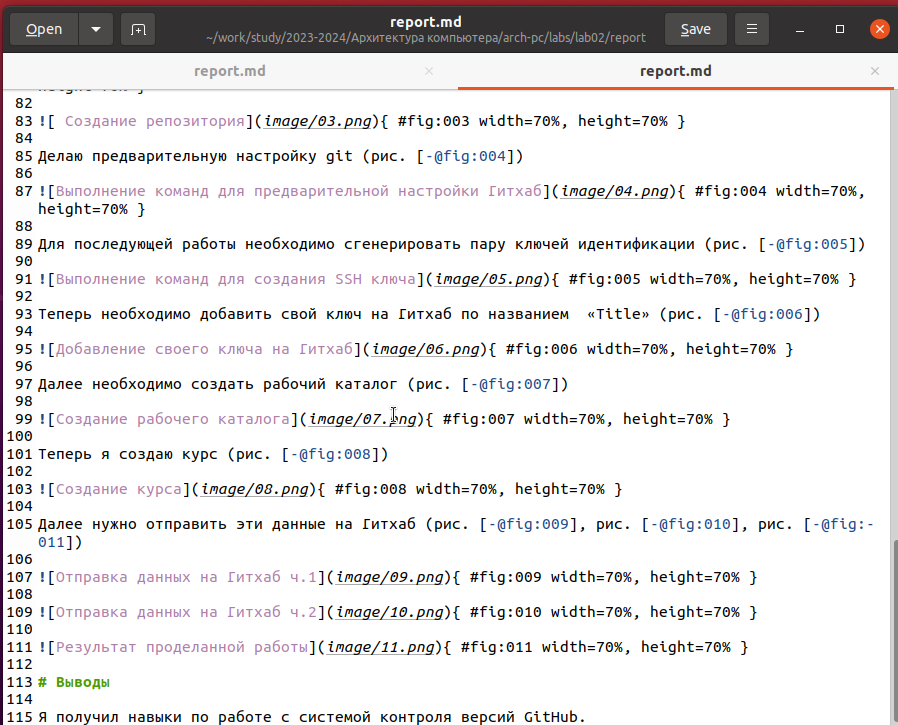 Open
report.md
~/work/study/2023-2024/Архитектура компьютера/arch-pc/labs/lab02/report
Save
report.md
report.md
82
83 ![ Создание репозитория](image/03.png){ #fig:003 width=70%, height=70% }
84
85 Делаю предварительную настройку git (рис. [-@fig:004])
86
87 ![Выполнение команд для предварительной настройки Гитхаб](image/04.png){ #fig:004 width=70%,
height=70% }
88
89 Для последующей работы необходимо сгенерировать пару ключей идентификации (рис. [-@fig:005])
90
91 ![Выполнение команд для создания SSH ключа](image/05.png){ #fig:005 width=70%, height=70% }
92
93 Теперь необходимо добавить свой ключ на Гитхаб по названием  «Title» (рис. [-@fig:006])
94
95 ![Добавление своего ключа на Гитхаб](image/06.png){ #fig:006 width=70%, height=70% }
96
97 Далее необходимо создать рабочий каталог (рис. [-@fig:007])
98
99 ![Создание рабочего каталога](image/07.png){ #fig:007 width=70%, height=70% }
100
101 Теперь я создаю курс (рис. [-@fig:008])
102
103 ![Создание курса](image/08.png){ #fig:008 width=70%, height=70% }
104
105 Далее нужно отправить эти данные на Гитхаб (рис. [-@fig:009], рис. [-@fig:010], рис. [-@fig:-
011])
106
107 ![Отправка данных на Гитхаб ч.1](image/09.png){ #fig:009 width=70%, height=70% }
108
109 ![Отправка данных на Гитхаб ч.2](image/10.png){ #fig:010 width=70%, height=70% }
110
111 ![Результат проделанной работы](image/11.png){ #fig:011 width=70%, height=70% }
112
113 # Выводы
114
115 Я получил навыки по работе с системой контроля версий GitHub.